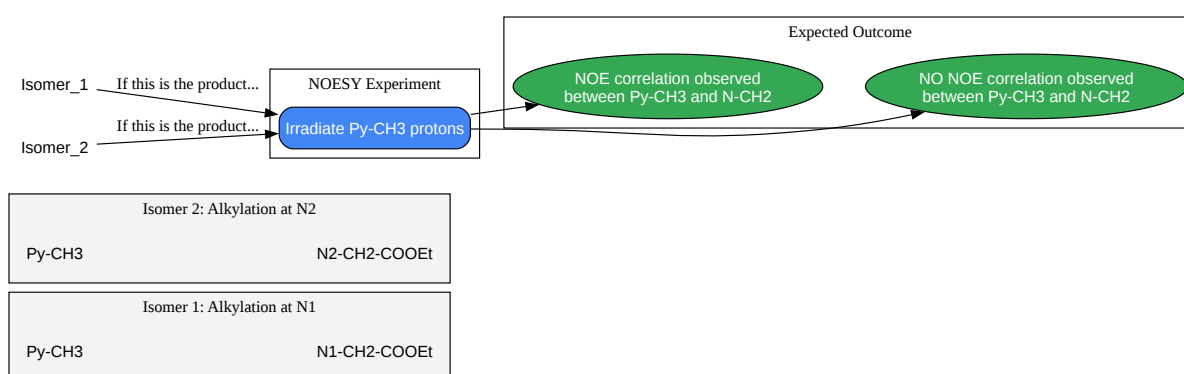 Expected Outcome
NOE correlation observed
between Py-CH3 and N-CH2
NO NOE correlation observed
between Py-CH3 and N-CH2
Isomer_1
If this is the product...
NOESY Experiment
Irradiate Py-CH3 protons
If this is the product...
Isomer_2
Isomer 2: Alkylation at N2
Py-CH3
N2-CH2-COOEt
Isomer 1: Alkylation at N1
Py-CH3
N1-CH2-COOEt